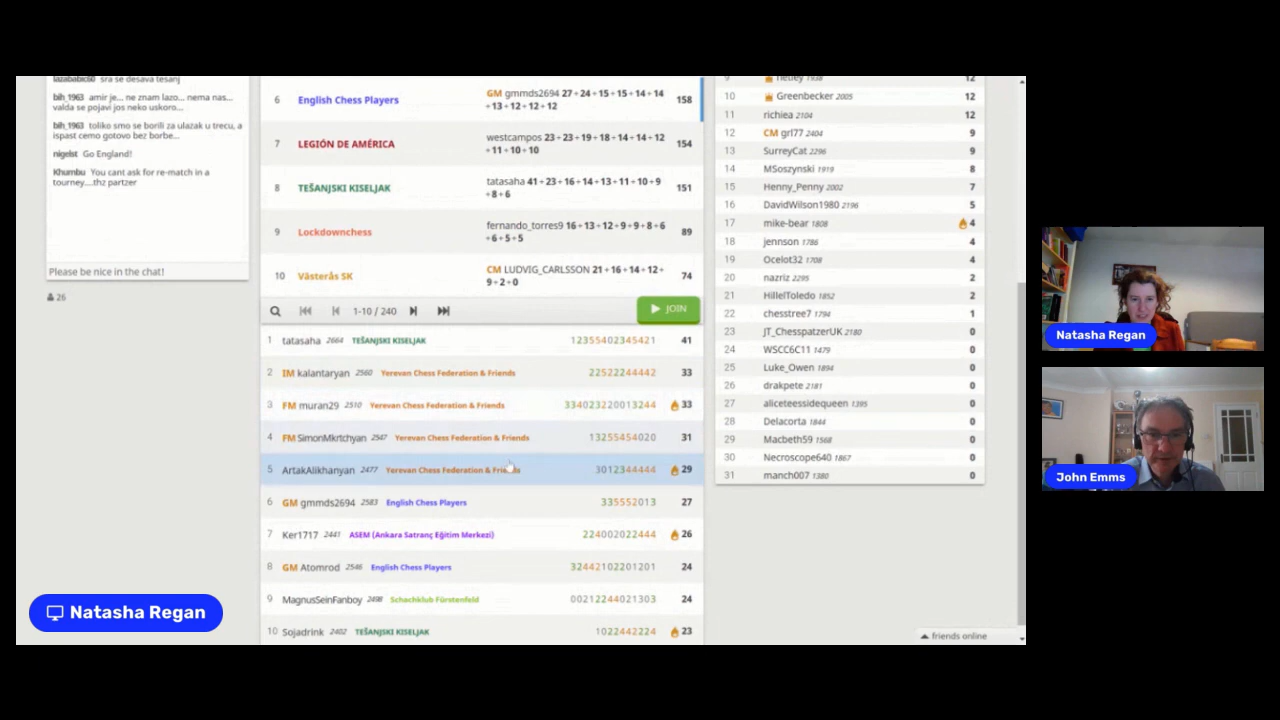 lazababic60 sra se desava tesanj
bih_1963 amir je... ne znam lazo... nema nas...
valda se pojavi jos neko uskoro...
bih_1963 toliko smo se borili za ulazak u trecu, a
ispast cemo gotovo bez borbe...
nigelst Go England!
Khumbu You cant ask for re-match in a
tourney....thz partzer
Please be nice in the chat!
26
6 English Chess Players GM gmmds2694 27+24+15+15+14+14
+13+12+12+12 158
7 LEGIÓN DE AMÉRICA westcampos 23+23+19+18+14+14+12
+11+10+10 154
8 TEŠANJSKI KISELJAK tatasaha 41+23+16+14+13+11+10+9
+8+6 151
9 Lockdownchess fernando_torres9 16+13+12+9+9+8+6
+6+5+5 89
10 Västerås SK CM LUDVIG_CARLSSON 21+16+14+12+
9+2+0 74
1-10 / 240 JOIN
1 tatasaha 2664 TEŠANJSKI KISELJAK 12355402345421 41
2 IM kalantaryan 2560 Yerevan Chess Federation & Friends 22522244442 33
3 FM muran29 2510 Yerevan Chess Federation & Friends 334023220013244 33
4 FM SimonMkrtchyan 2547 Yerevan Chess Federation & Friends 13255454020 31
5 ArtakAlikhanyan 2477 Yerevan Chess Federation & Friends 3012344444 29
6 GM gmmds2694 2583 English Chess Players 335552013 27
7 Ker1717 2441 ASEM (Ankara Satranç Eğitim Merkezi) 224002022444 26
8 GM Atomrod 2546 English Chess Players 32442102201201 24
9 MagnusSeinFanboy 2498 Schachklub Fürstenfeld 00212244021303 24
10 Sojadrink 2402 TEŠANJSKI KISELJAK 1022442224 23
9 netley 1938 12
10 Greenbecker 2005 12
11 richiea 2104 12
12 CM grl77 2404 9
13 SurreyCat 2296 9
14 MSoszynski 1919 8
15 Henny_Penny 2002 7
16 DavidWilson1980 2196 5
17 mike-bear 1808 4
18 jennson 1786 4
19 Ocelot32 1708 4
20 nazriz 2295 2
21 HillelToledo 1852 2
22 chesstree7 1794 1
23 JT_ChesspatzerUK 2180 0
24 WSCC6C11 1479 0
25 Luke_Owen 1894 0
26 drakpete 2181 0
27 aliceteessidequeen 1395 0
28 Delacorta 1844 0
29 Macbeth59 1568 0
30 Necroscope640 1867 0
31 manch007 1380 0
friends online
Natasha Regan
Natasha Regan
John Emms